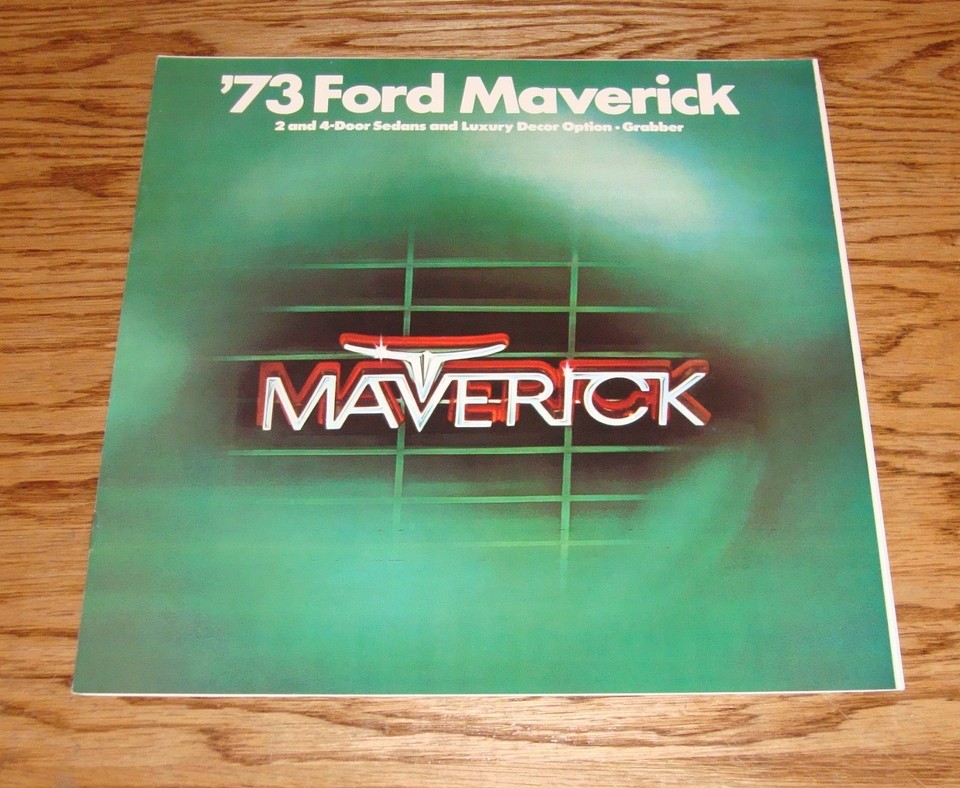 '73 Ford Maverick
2 and 4-Door Sedans and Luxury Decor Option • Grabber
MAVERICK